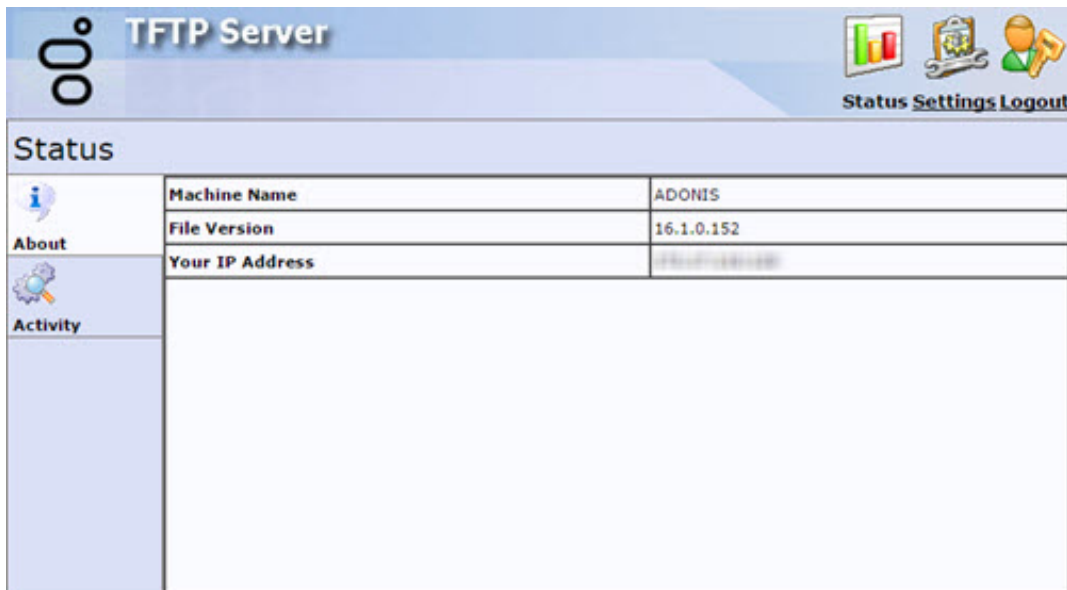 TFTP Server
Status Settings Logout
Status
About
Machine Name ADONIS
File Version 16.1.0.152
Your IP Address
Activity